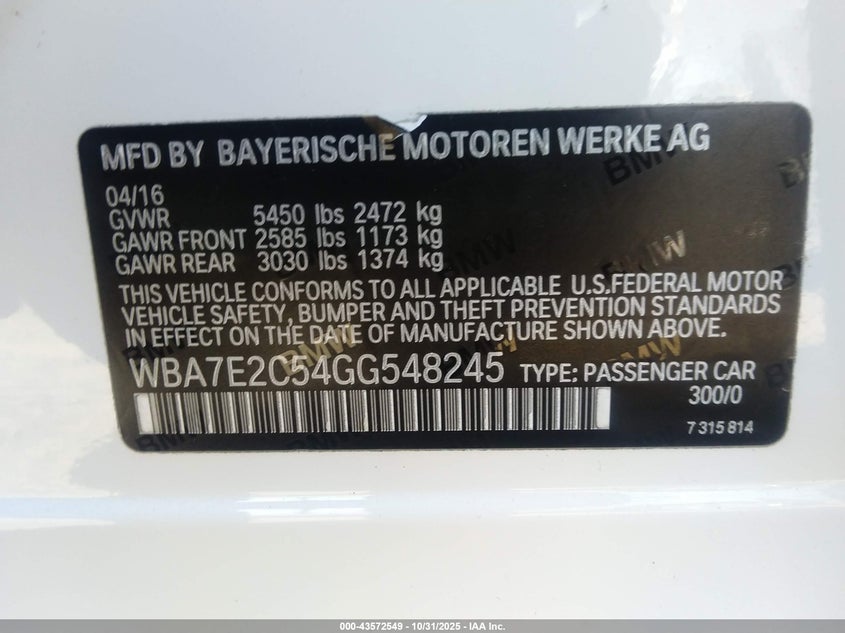 MFD BY BAYERISCHE MOTOREN WERKE AG
04/16
GVWR 5450 lbs 2472 kg
GAWR FRONT 2585 lbs 1173 kg
GAWR REAR 3030 lbs 1374 kg
THIS VEHICLE CONFORMS TO ALL APPLICABLE U.S.FEDERAL MOTOR
VEHICLE SAFETY, BUMPER AND THEFT PREVENTION STANDARDS
IN EFFECT ON THE DATE OF MANUFACTURE SHOWN ABOVE.
WBA7E2C54GG548245 TYPE: PASSENGER CAR
300/0
7 315 814
000-43572549 | 10/31/2025 - IAA Inc.